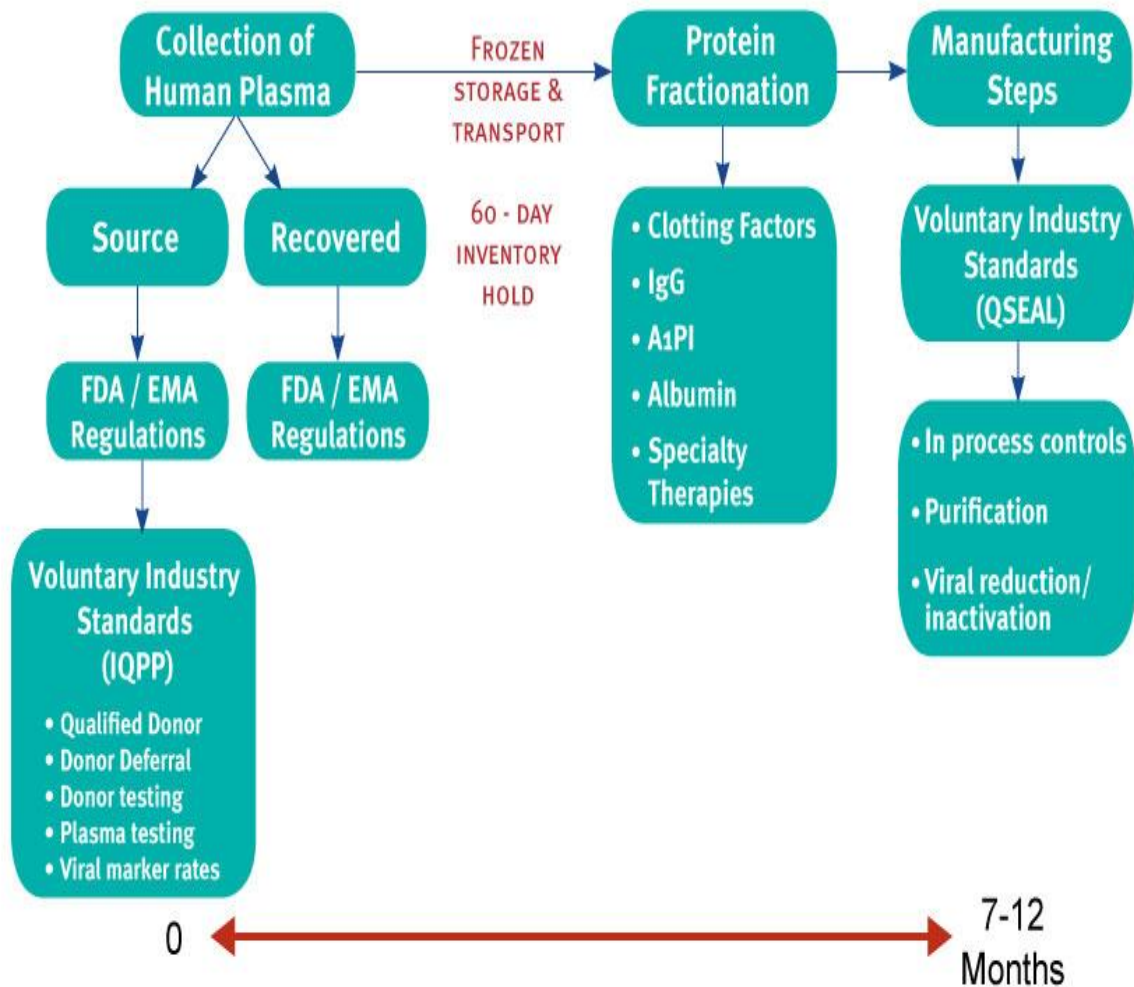 Collection of
Human Plasma
FROZEN
STORAGE &
TRANSPORT
60 - DAY
INVENTORY
HOLD
Protein
Fractionation
Manufacturing
Steps
Source
Recovered
FDA / EMA
Regulations
FDA / EMA
Regulations
Voluntary Industry
Standards
(IQPP)
• Qualified Donor
• Donor Deferral
• Donor testing
• Plasma testing
• Viral marker rates
• Clotting Factors
• IgG
• A1PI
• Albumin
• Specialty
Therapies
Voluntary Industry
Standards
(QSEAL)
• In process controls
• Purification
• Viral reduction/
inactivation
0
7-12
Months